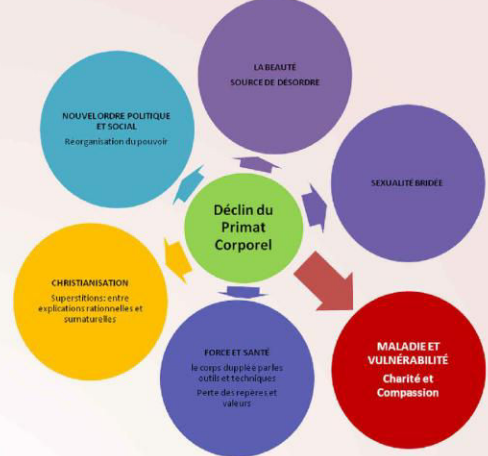 LA BEAUTÉ
SOURCE DE DESORDRE
NOUVEL ORDRE POLITIQUE
ET SOCIAL
Réorganisation du pouvoir
SEXUALITÉ BRIDÉE
Déclin du
Primat
Corporel
CHRISTIANISATION
Superstitions: entre
explications rationnelles et
surnaturelles
MALADIE ET
VULNÉRABILITÉ
Charité et
Compassion
FORCE ET SANTÉ
le corps dupplée par les
outils et techniques
Perte des repères et
valeurs